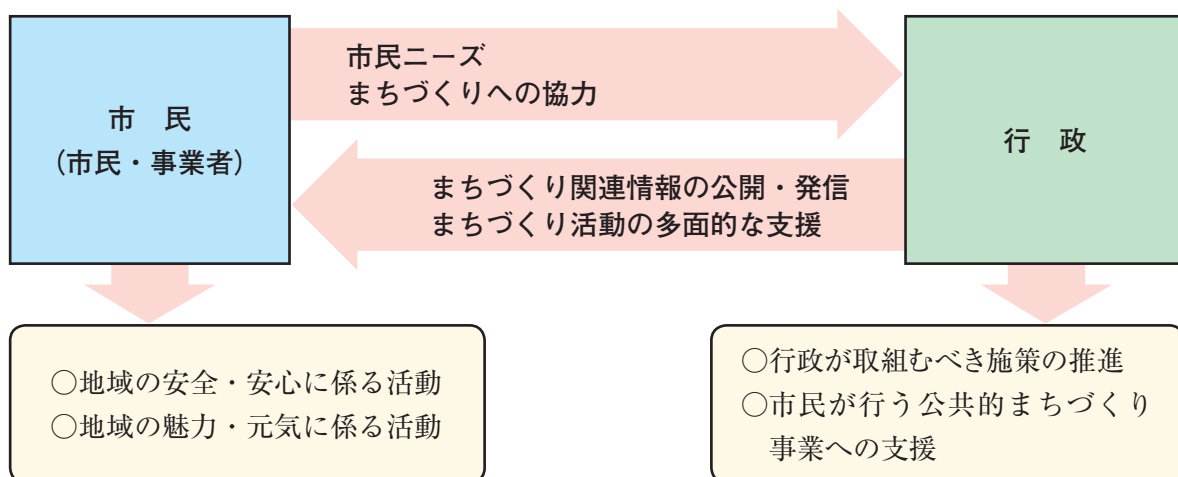 市　民
（市民・事業者）
市民ニーズ
まちづくりへの協力
行　政
まちづくり関連情報の公開・発信
まちづくり活動の多面的な支援
○地域の安全・安心に係る活動
○地域の魅力・元気に係る活動
○行政が取組むべき施策の推進
○市民が行う公共的まちづくり
事業への支援